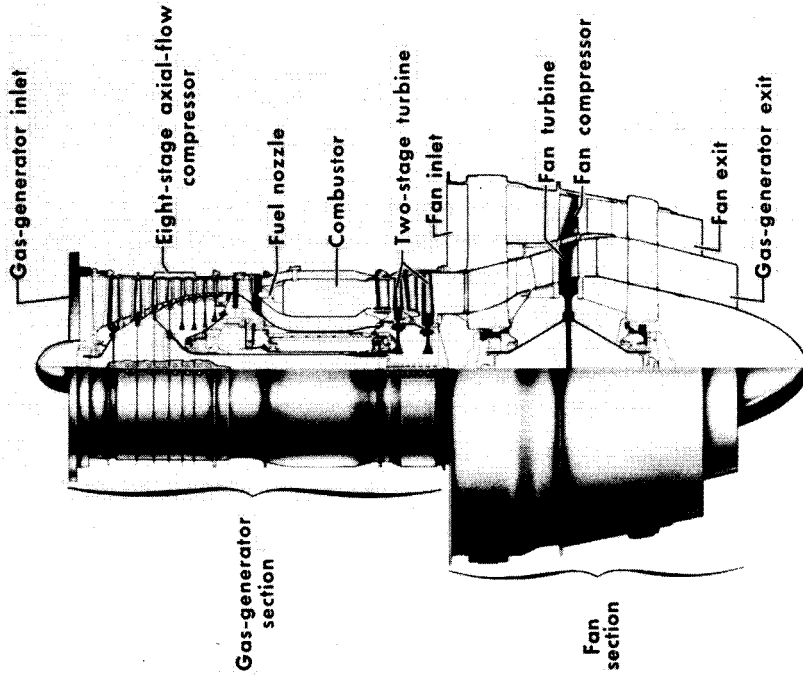 Gas-generator inlet
Eight-stage axial-flow
compressor
Fuel nozzle
Combustor
Two-stage turbine
Fan inlet
Fan turbine
Fan compressor
Fan exit
Gas-generator exit
Gas-generator
section
Fan
section